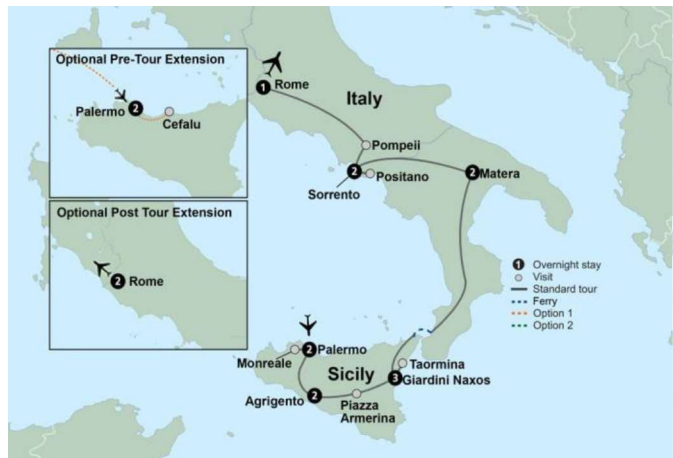 Optional Pre-Tour Extension
Palermo 2
Cefalu
Optional Post Tour Extension
2 Rome
1 Rome
Italy
Pompeii
2 Positano
Sorrento
2 Matera
1 Overnight stay
Visit
Standard tour
Ferry
Option 1
Option 2
2 Palermo
Monreale
Sicily
Taormina
3 Giardini Naxos
Agrigento 2
Piazza
Armerina